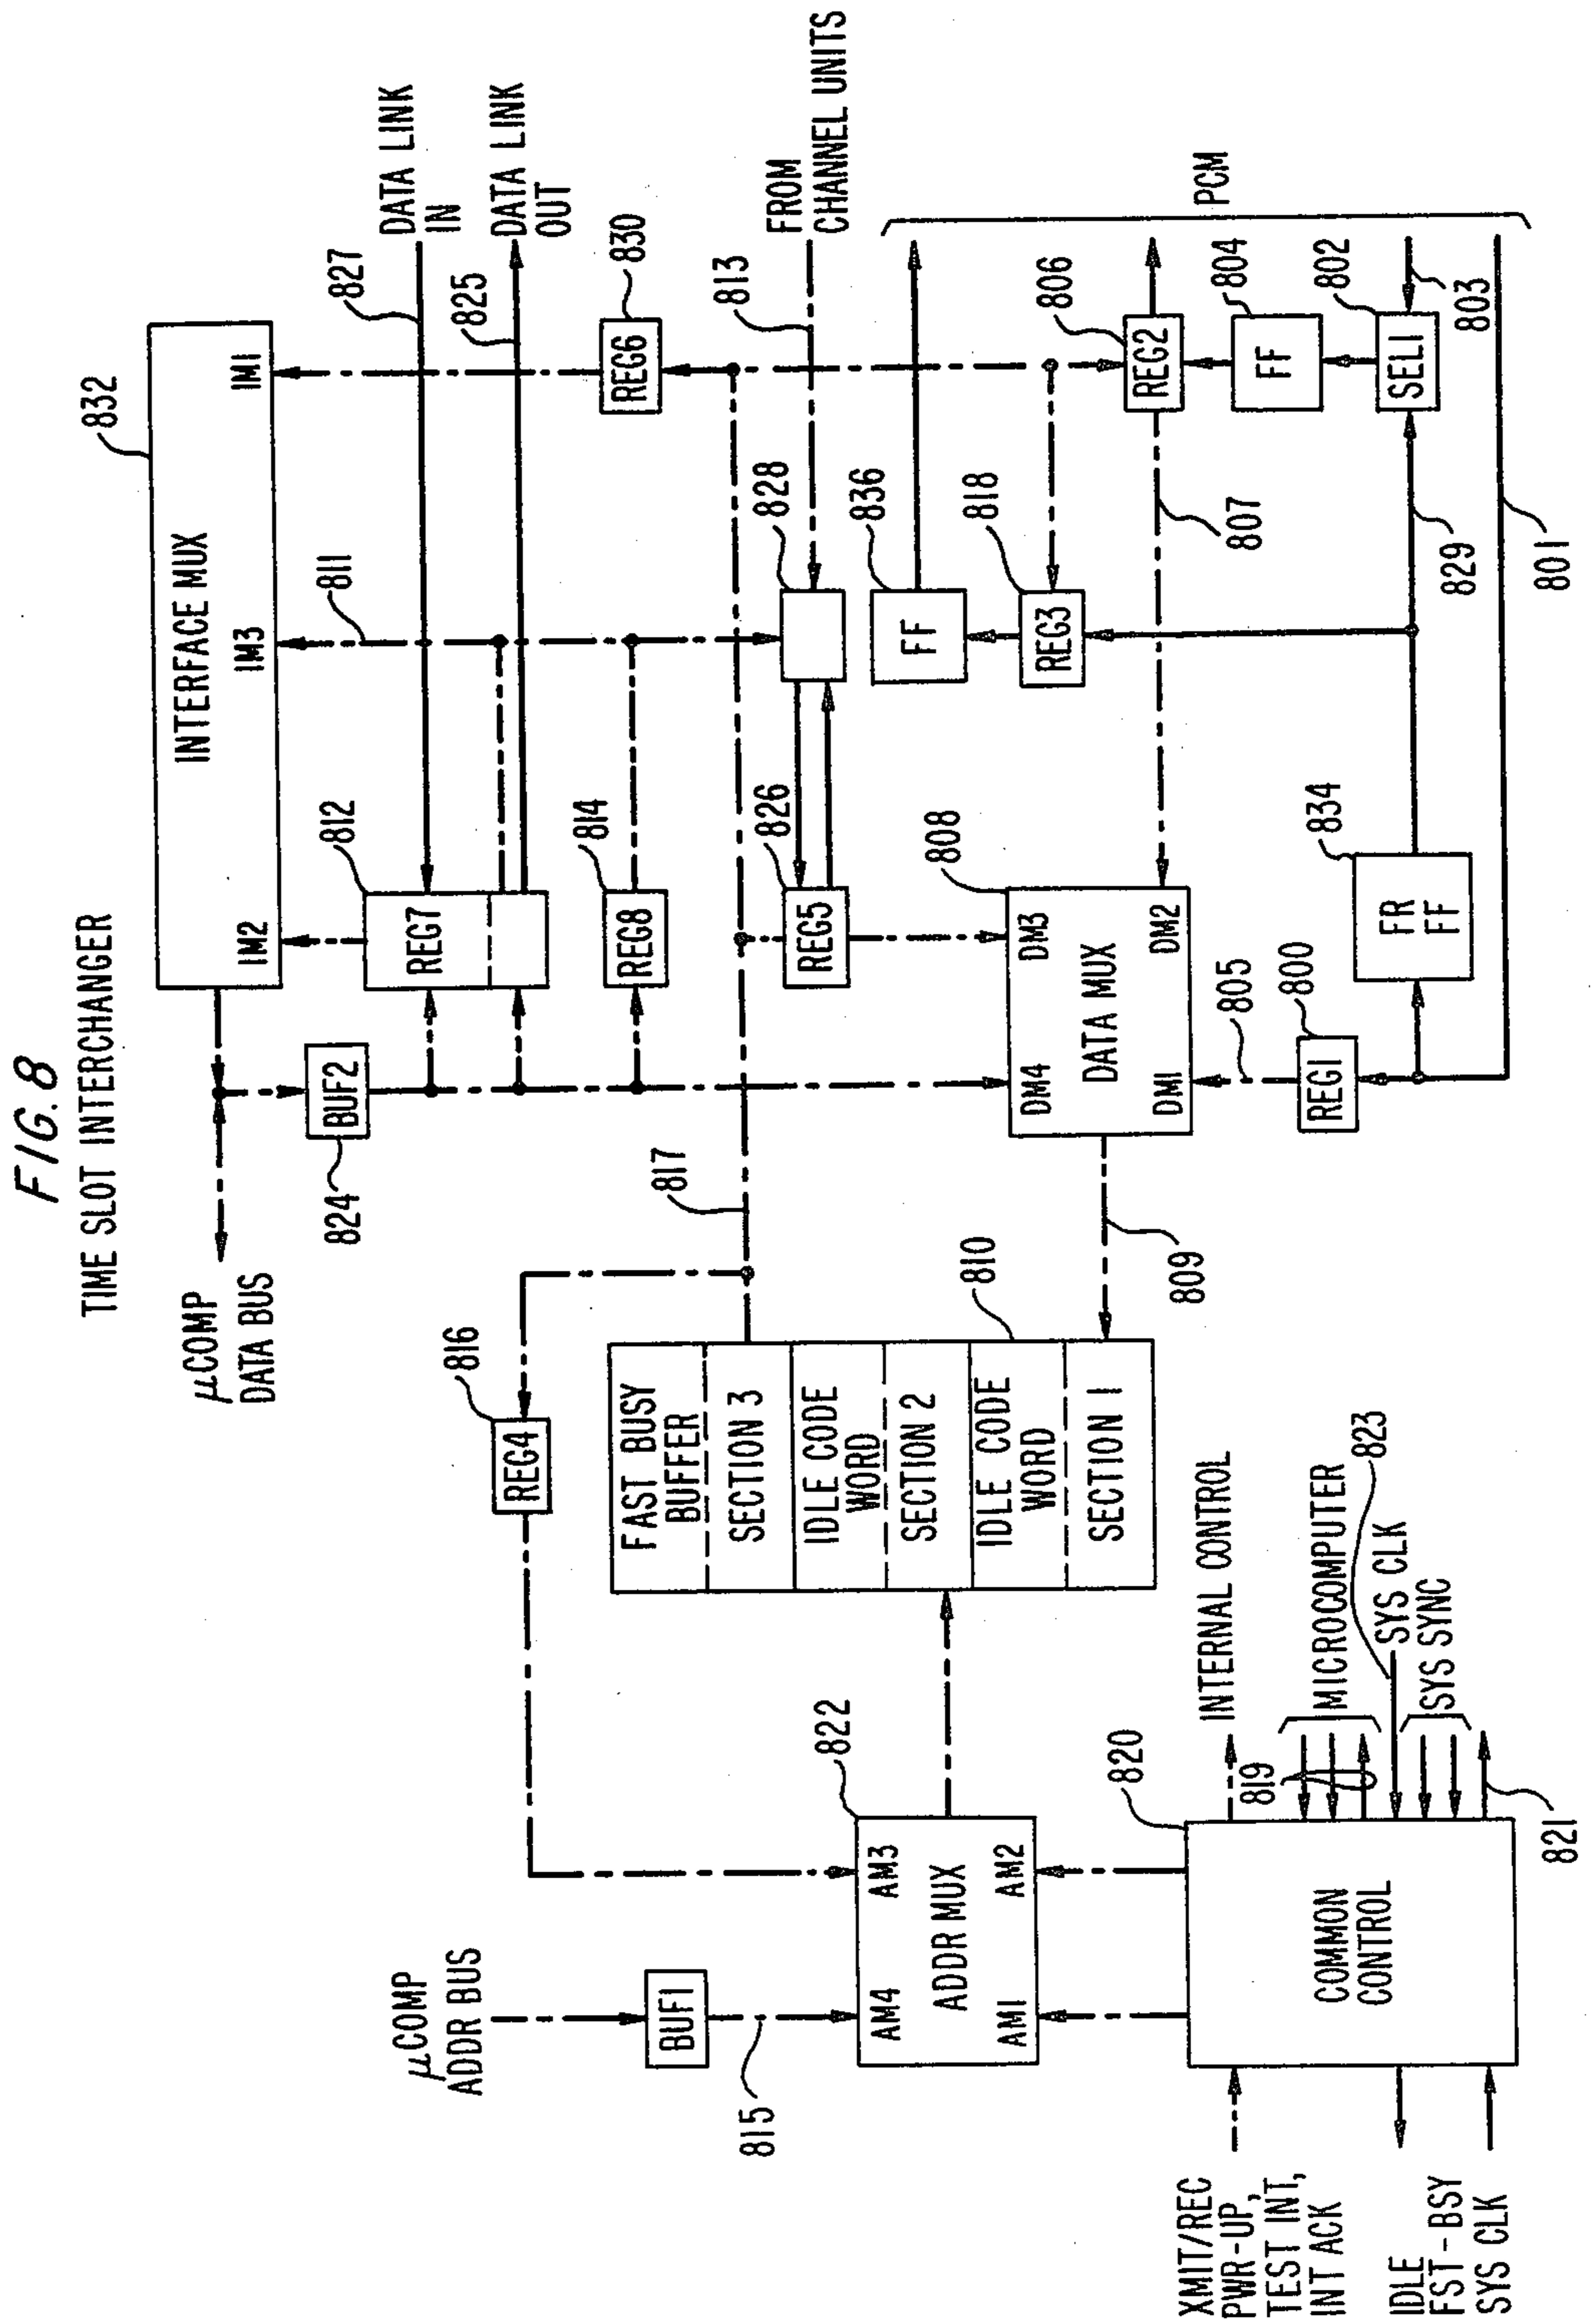 FIG. 8
TIME SLOT INTERCHANGER
μCOMP
DATA BUS
μCOMP
ADDR BUS
832
INTERFACE MUX
IM2
IM3
IM1
811
827
825
DATA LINK
IN
DATA LINK
OUT
812
REG7
BUF2
824
814
REG8
REG6
830
817
816
REG4
826
REG5
828
813
FROM
CHANNEL UNITS
836
FF
818
REG3
806
REG2
804
FF
802
SEL1
803
PCM
807
829
801
808
DM4
DM3
DATA MUX
DM1
DM2
805
800
REG1
834
FR
FF
809
810
FAST BUSY
BUFFER
SECTION 3
IDLE CODE
WORD
SECTION 2
IDLE CODE
WORD
SECTION 1
BUF1
815
822
AM4
AM3
ADDR MUX
AM1
AM2
820
COMMON
CONTROL
INTERNAL CONTROL
819
MICROCOMPUTER
823
SYS CLK
SYS SYNC
821
XMIT/REC
PWR-UP,
TEST INT,
INT ACK
IDLE
FST-BSY
SYS CLK